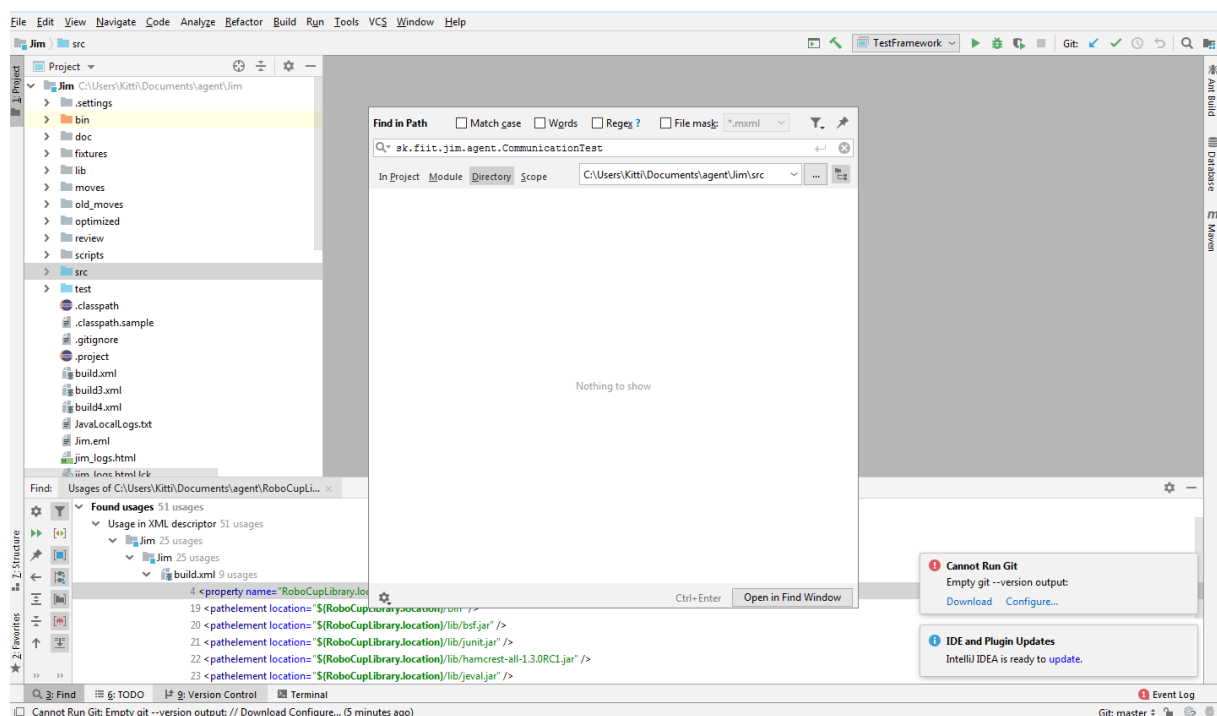 File Edit View Navigate Code Analyze Refactor Build Run Tools VCS Window Help
Jim src TestFramework Git:
Project
Jim C:\Users\Kitti\Documents\agent\Jim
.settings
bin
doc
fixtures
lib
moves
old_moves
optimized
review
scripts
src
test
.classpath
.classpath.sample
.gitignore
.project
build.xml
build3.xml
build4.xml
JavaLocalLogs.txt
Jim.eml
jim_logs.html
jim_logs.html.lck
1: Project
7: Structure
2: Favorites
Ant Build
Database
m Maven
Find in Path Match case Words Regex ? File mask: *.mxml
sk.fiit.jim.agent.CommunicationTest
In Project Module Directory Scope C:\Users\Kitti\Documents\agent\Jim\src ...
Nothing to show
Ctrl+Enter Open in Find Window
Find: Usages of C:\Users\Kitti\Documents\agent\RoboCupLi...
Found usages 51 usages
Usage in XML descriptor 51 usages
Jim 25 usages
Jim 25 usages
build.xml 9 usages
4 <property name="RoboCupLibrary.loc
19 <pathelement location="${RoboCupLibrary.location}/bin" />
20 <pathelement location="${RoboCupLibrary.location}/lib/bsf.jar" />
21 <pathelement location="${RoboCupLibrary.location}/lib/junit.jar" />
22 <pathelement location="${RoboCupLibrary.location}/lib/hamcrest-all-1.3.0RC1.jar" />
23 <pathelement location="${RoboCupLibrary.location}/lib/jeval.jar" />
Cannot Run Git
Empty git --version output:
Download Configure...
IDE and Plugin Updates
IntelliJ IDEA is ready to update.
3: Find 6: TODO 9: Version Control Terminal 1 Event Log
Cannot Run Git: Empty git --version output: // Download Configure... (5 minutes ago) Git: master